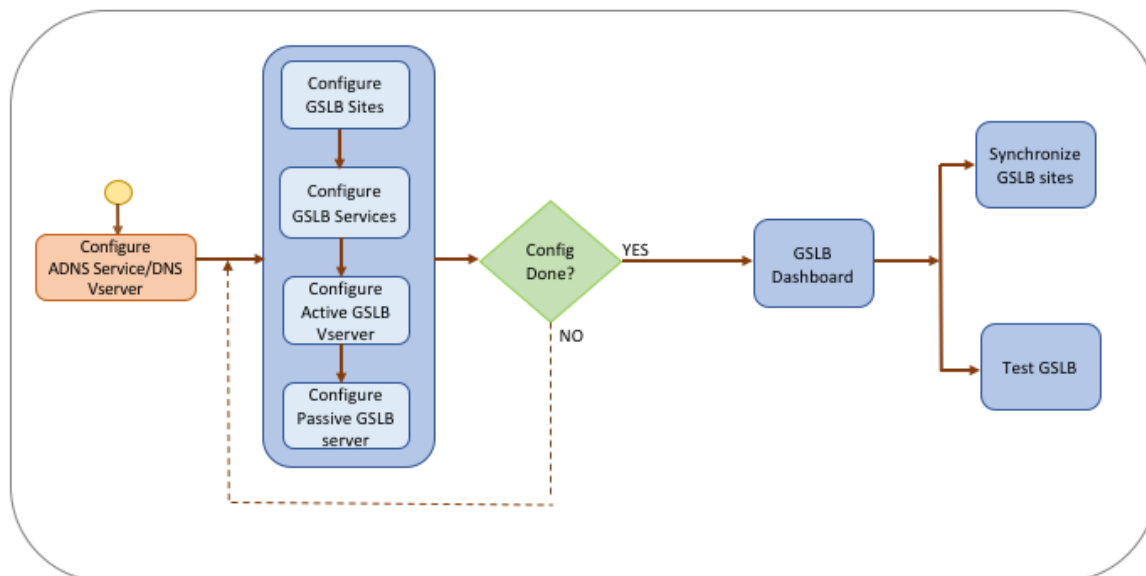 Configure
ADNS Service/DNS
Vserver
Configure
GSLB Sites
Configure
GSLB Services
Configure
Active GSLB
Vserver
Configure
Passive GSLB
server
Config
Done?
YES
NO
GSLB
Dashboard
Synchronize
GSLB sites
Test GSLB